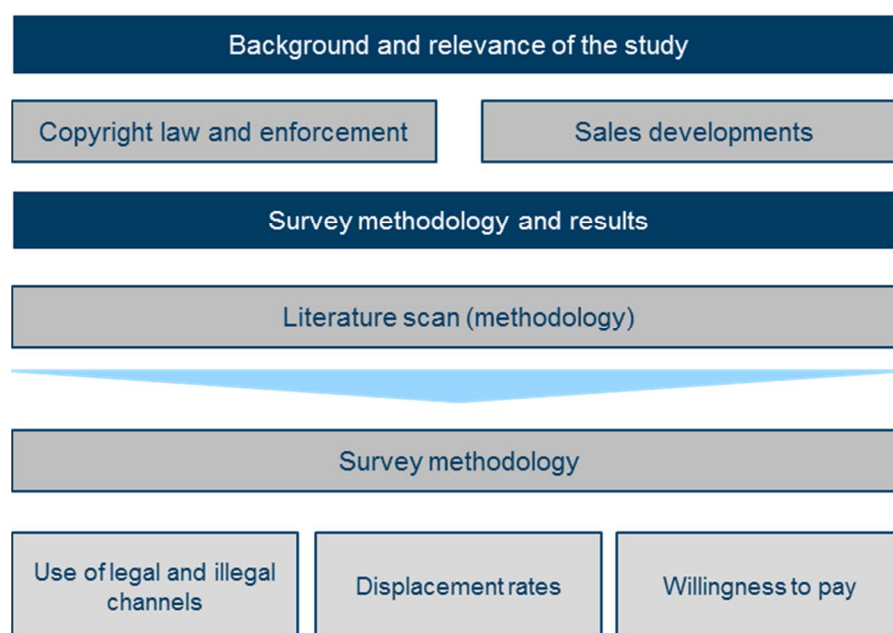 Background and relevance of the study
Copyright law and enforcement
Sales developments
Survey methodology and results
Literature scan (methodology)
Survey methodology
Use of legal and illegal
channels
Displacement rates
Willingness to pay